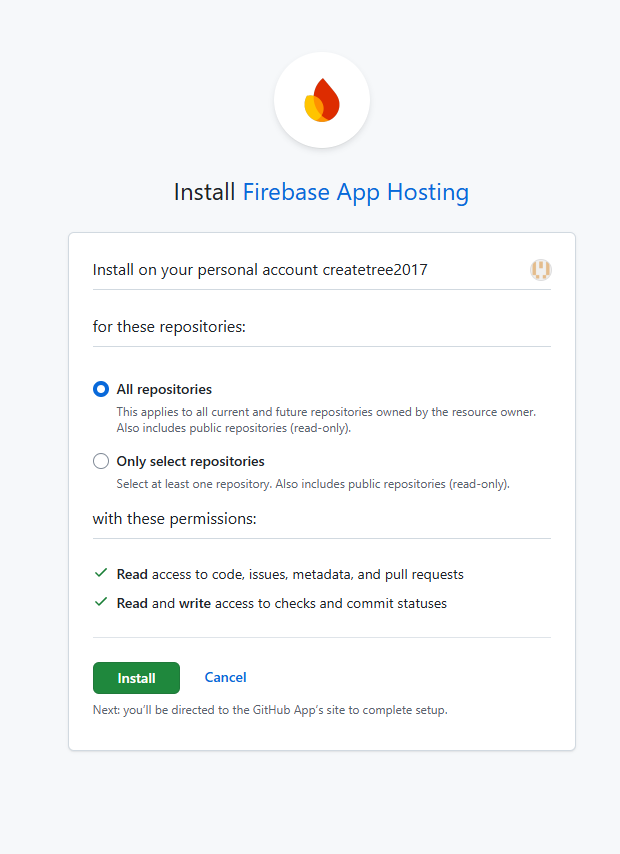 Install Firebase App Hosting
Install on your personal account createtree2017
for these repositories:
All repositories
This applies to all current and future repositories owned by the resource owner.
Also includes public repositories (read-only).
Only select repositories
Select at least one repository. Also includes public repositories (read-only).
with these permissions:
Read access to code, issues, metadata, and pull requests
Read and write access to checks and commit statuses
Install Cancel
Next: you’ll be directed to the GitHub App’s site to complete setup.